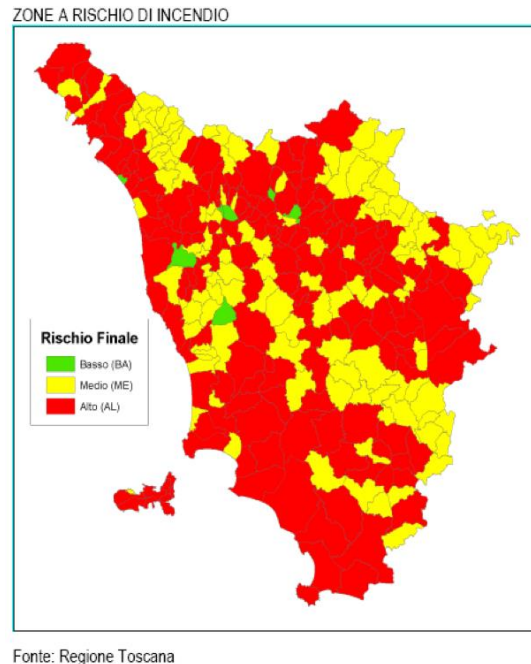 ZONE A RISCHIO DI INCENDIO
Rischio Finale
Basso (BA)
Medio (ME)
Alto (AL)
Fonte: Regione Toscana